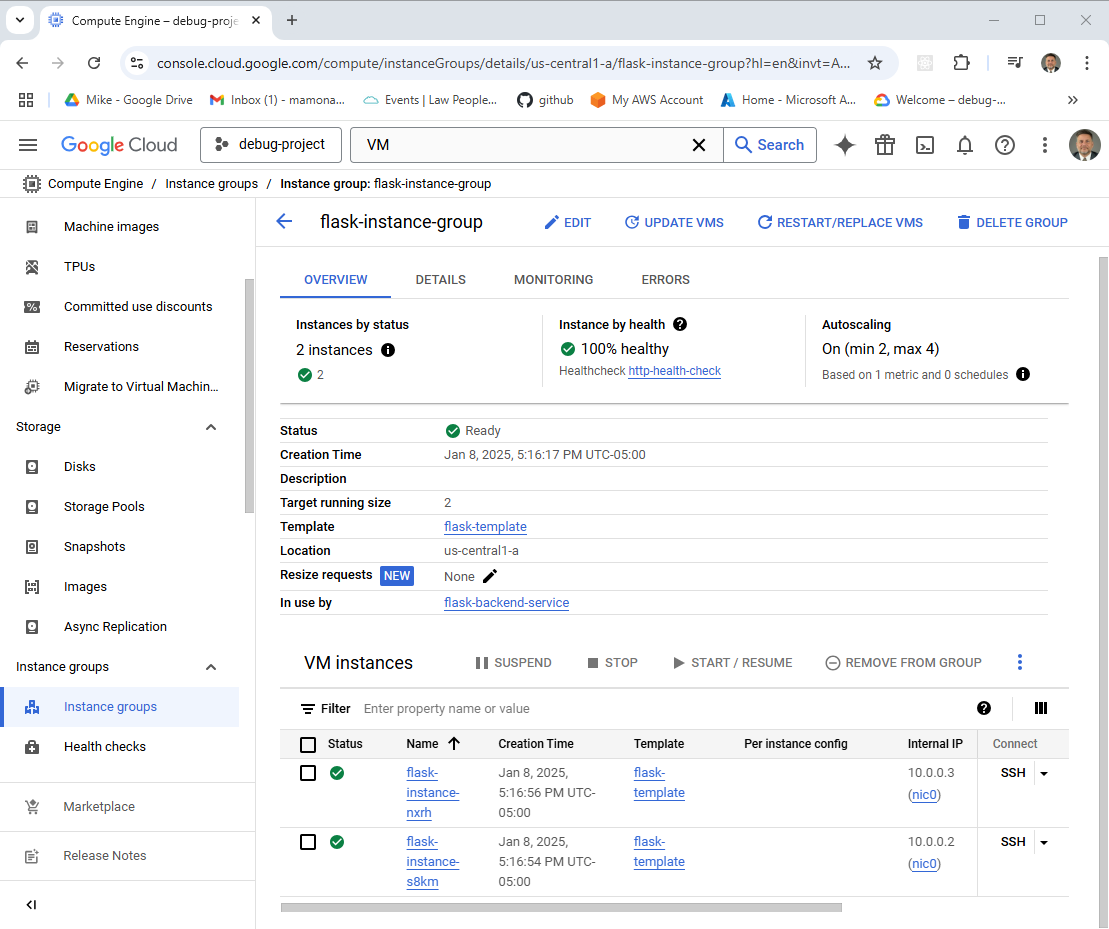 Compute Engine – debug-proje
console.cloud.google.com/compute/instanceGroups/details/us-central1-a/flask-instance-group?hl=en&invt=A...
Mike - Google Drive
Inbox (1) - mamona...
Events | Law People...
github
My AWS Account
Home - Microsoft A...
Welcome – debug-...
Google Cloud
debug-project
VM
Search
Compute Engine / Instance groups / Instance group: flask-instance-group
Machine images
TPUs
Committed use discounts
Reservations
Migrate to Virtual Machin...
Storage
Disks
Storage Pools
Snapshots
Images
Async Replication
Instance groups
Instance groups
Health checks
Marketplace
Release Notes
flask-instance-group
EDIT
UPDATE VMS
RESTART/REPLACE VMS
DELETE GROUP
OVERVIEW
DETAILS
MONITORING
ERRORS
Instances by status
2 instances
2
Instance by health
100% healthy
Healthcheck http-health-check
Autoscaling
On (min 2, max 4)
Based on 1 metric and 0 schedules
Status Ready
Creation Time Jan 8, 2025, 5:16:17 PM UTC-05:00
Description
Target running size 2
Template flask-template
Location us-central1-a
Resize requests NEW None
In use by flask-backend-service
VM instances
SUSPEND
STOP
START / RESUME
REMOVE FROM GROUP
Filter Enter property name or value
Status Name Creation Time Template Per instance config Internal IP Connect
flask-
instance-
nxrh
Jan 8, 2025,
5:16:56 PM UTC-
05:00
flask-
template
10.0.0.3
(nic0)
SSH
flask-
instance-
s8km
Jan 8, 2025,
5:16:54 PM UTC-
05:00
flask-
template
10.0.0.2
(nic0)
SSH